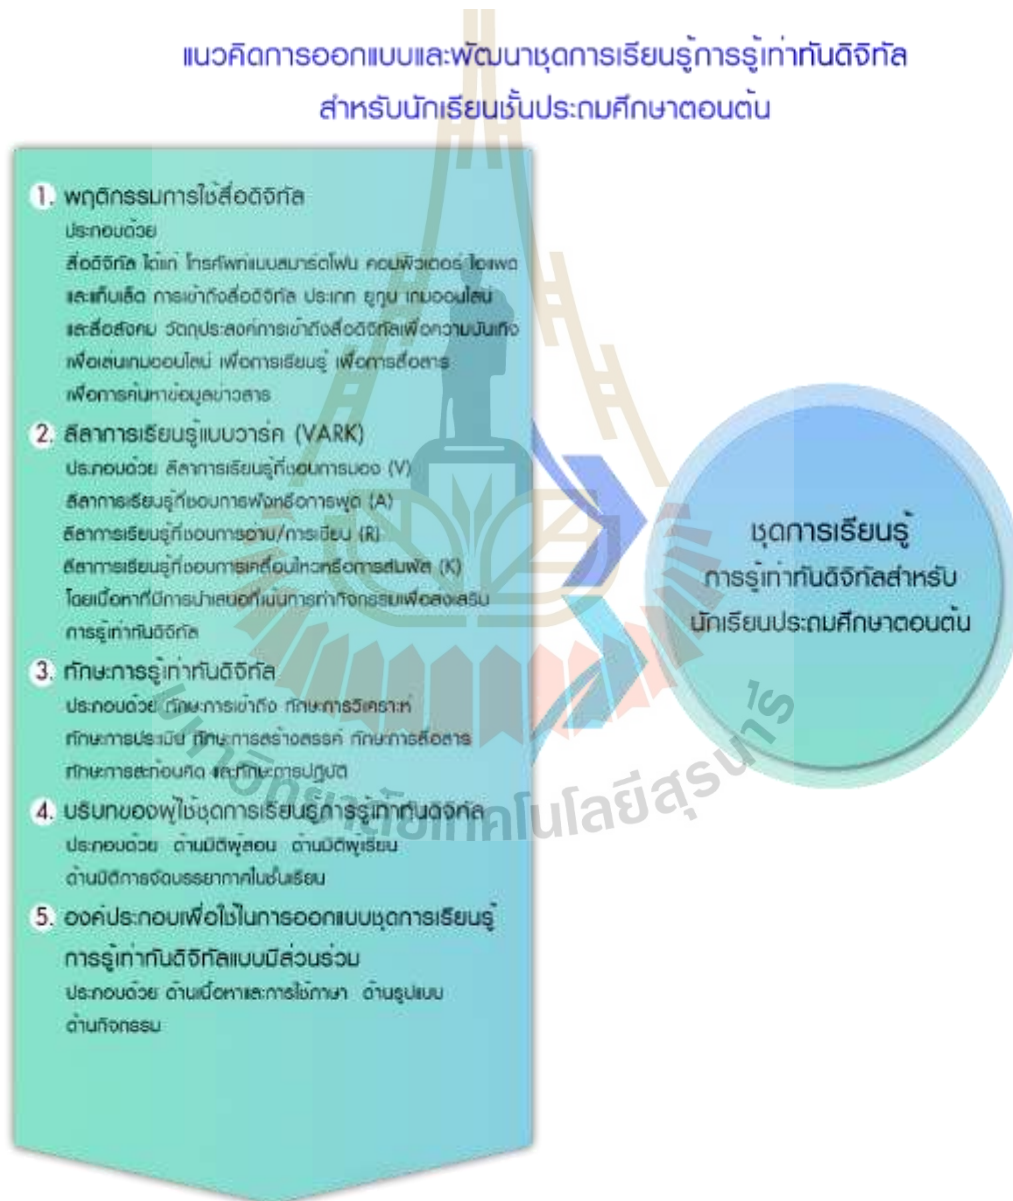 แนวคิดการออกแบบและพัฒนาชุดการเรียนรู้การรู้เท่าทันดิจิทัล
สำหรับนักเรียนชั้นประถมศึกษาตอนต้น
1. พฤติกรรมการใช้สื่อดิจิทัล
ประกอบด้วย
สื่อดิจิทัล ได้แก่ โทรศัพท์แบบสมาร์ตโฟน คอมพิวเตอร์ ไอแพด
และแท็บเล็ต การเข้าถึงสื่อดิจิทัล ประเภท ยูทูบ เกมออนไลน์
และสื่อสังคม วัตถุประสงค์การเข้าถึงสื่อดิจิทัลเพื่อความบันเทิง
เพื่อเล่นเกมออนไลน์ เพื่อการเรียนรู้ เพื่อการสื่อสาร
เพื่อการค้นหาข้อมูลข่าวสาร
2. ลีลาการเรียนรู้แบบวาร์ค (VARK)
ประกอบด้วย ลีลาการเรียนรู้ที่ชอบการมอง (V)
ลีลาการเรียนรู้ที่ชอบการฟังหรือการพูด (A)
ลีลาการเรียนรู้ที่ชอบการอ่าน/การเขียน (R)
ลีลาการเรียนรู้ที่ชอบการเคลื่อนไหวหรือการสัมผัส (K)
โดยเนื้อหาที่มีการนำเสนอที่เน้นการทำกิจกรรมเพื่อส่งเสริม
การรู้เท่าทันดิจิทัล
3. ทักษะการรู้เท่าทันดิจิทัล
ประกอบด้วย ทักษะการเข้าถึง ทักษะการวิเคราะห์
ทักษะการประเมิน ทักษะการสร้างสรรค์ ทักษะการสื่อสาร
ทักษะการสะท้อนคิด และทักษะการปฏิบัติ
4. บริบทของผู้ใช้ชุดการเรียนรู้การรู้เท่าทันดิจิทัล
ประกอบด้วย ด้านมิติผู้สอน ด้านมิติผู้เรียน
ด้านมิติการจัดบรรยากาศในชั้นเรียน
5. องค์ประกอบเพื่อใช้ในการออกแบบชุดการเรียนรู้
การรู้เท่าทันดิจิทัลแบบมีส่วนร่วม
ประกอบด้วย ด้านเนื้อหาและการใช้ภาษา ด้านรูปแบบ
ด้านกิจกรรม
ชุดการเรียนรู้
การรู้เท่าทันดิจิทัลสำหรับ
นักเรียนประถมศึกษาตอนต้น
มหาวิทยาลัยเทคโนโลยีสุรนารี